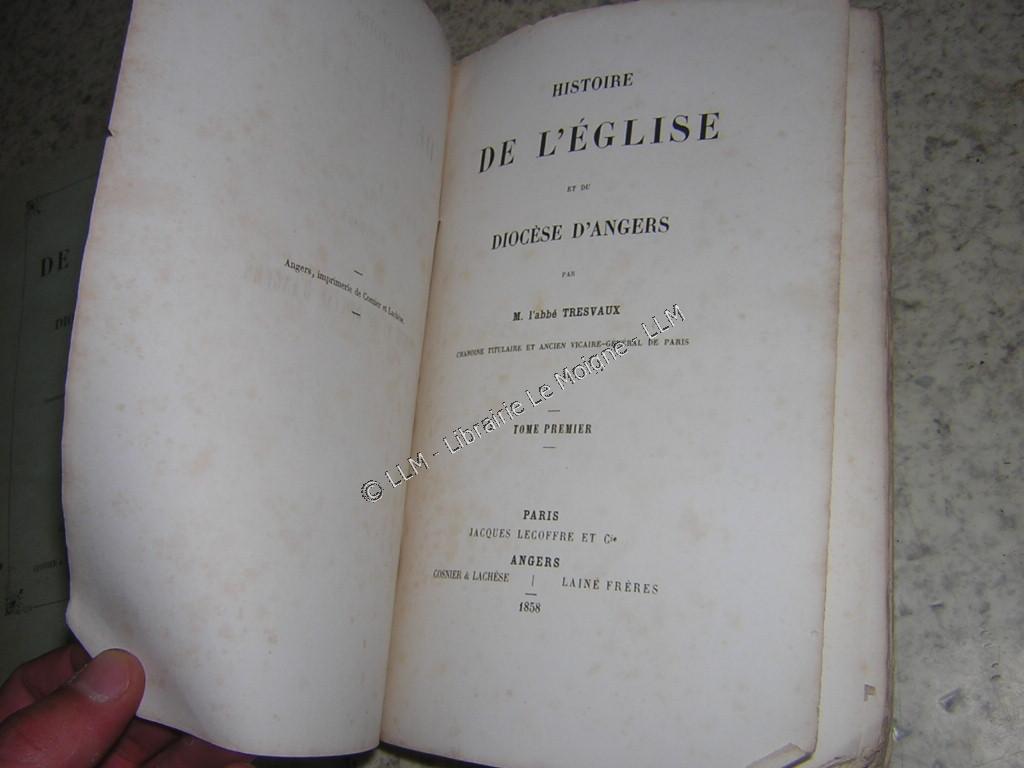 DE
Angers, imprimerie de Cosnier et Lachèse.
HISTOIRE
DE L'ÉGLISE
ET DU
DIOCÈSE D'ANGERS
PAR
M. l'abbé TRESVAUX
CHANOINE TITULAIRE ET ANCIEN VICAIRE-GÉNÉRAL DE PARIS
TOME PREMIER
PARIS
JACQUES LECOFFRE ET Cie
ANGERS
COSNIER & LACHÈSE | LAINÉ FRÈRES
1858
© LLM - Librairie Le Moigne - LLM